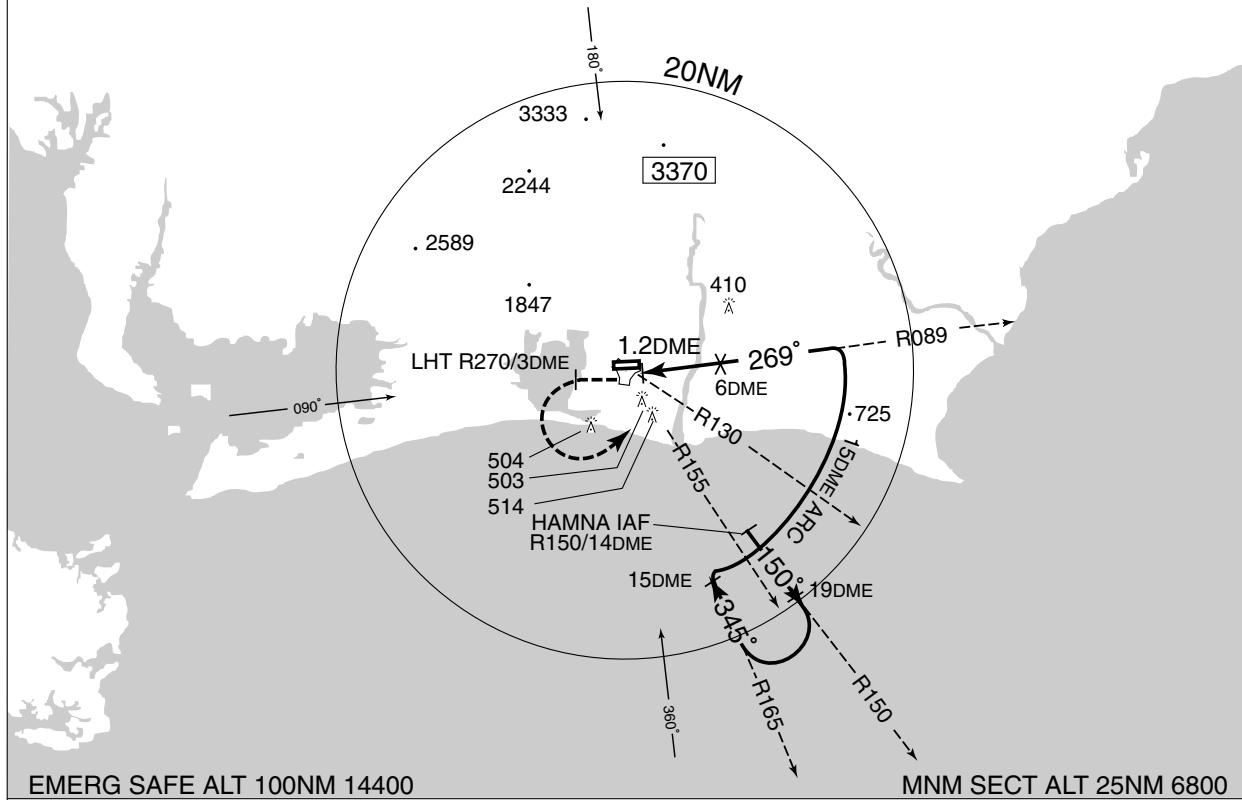 180°
20NM
3333
3370
2244
2589
410
1847
1.2DME
R089
LHT R270/3DME
269°
6DME
090°
725
R130
15DME ARC
504
503
514
R155
HAMNA IAF
R150/14DME
150°
15DME
19DME
345°
360°
R165
R150
EMERG SAFE ALT 100NM 14400
MNM SECT ALT 25NM 6800